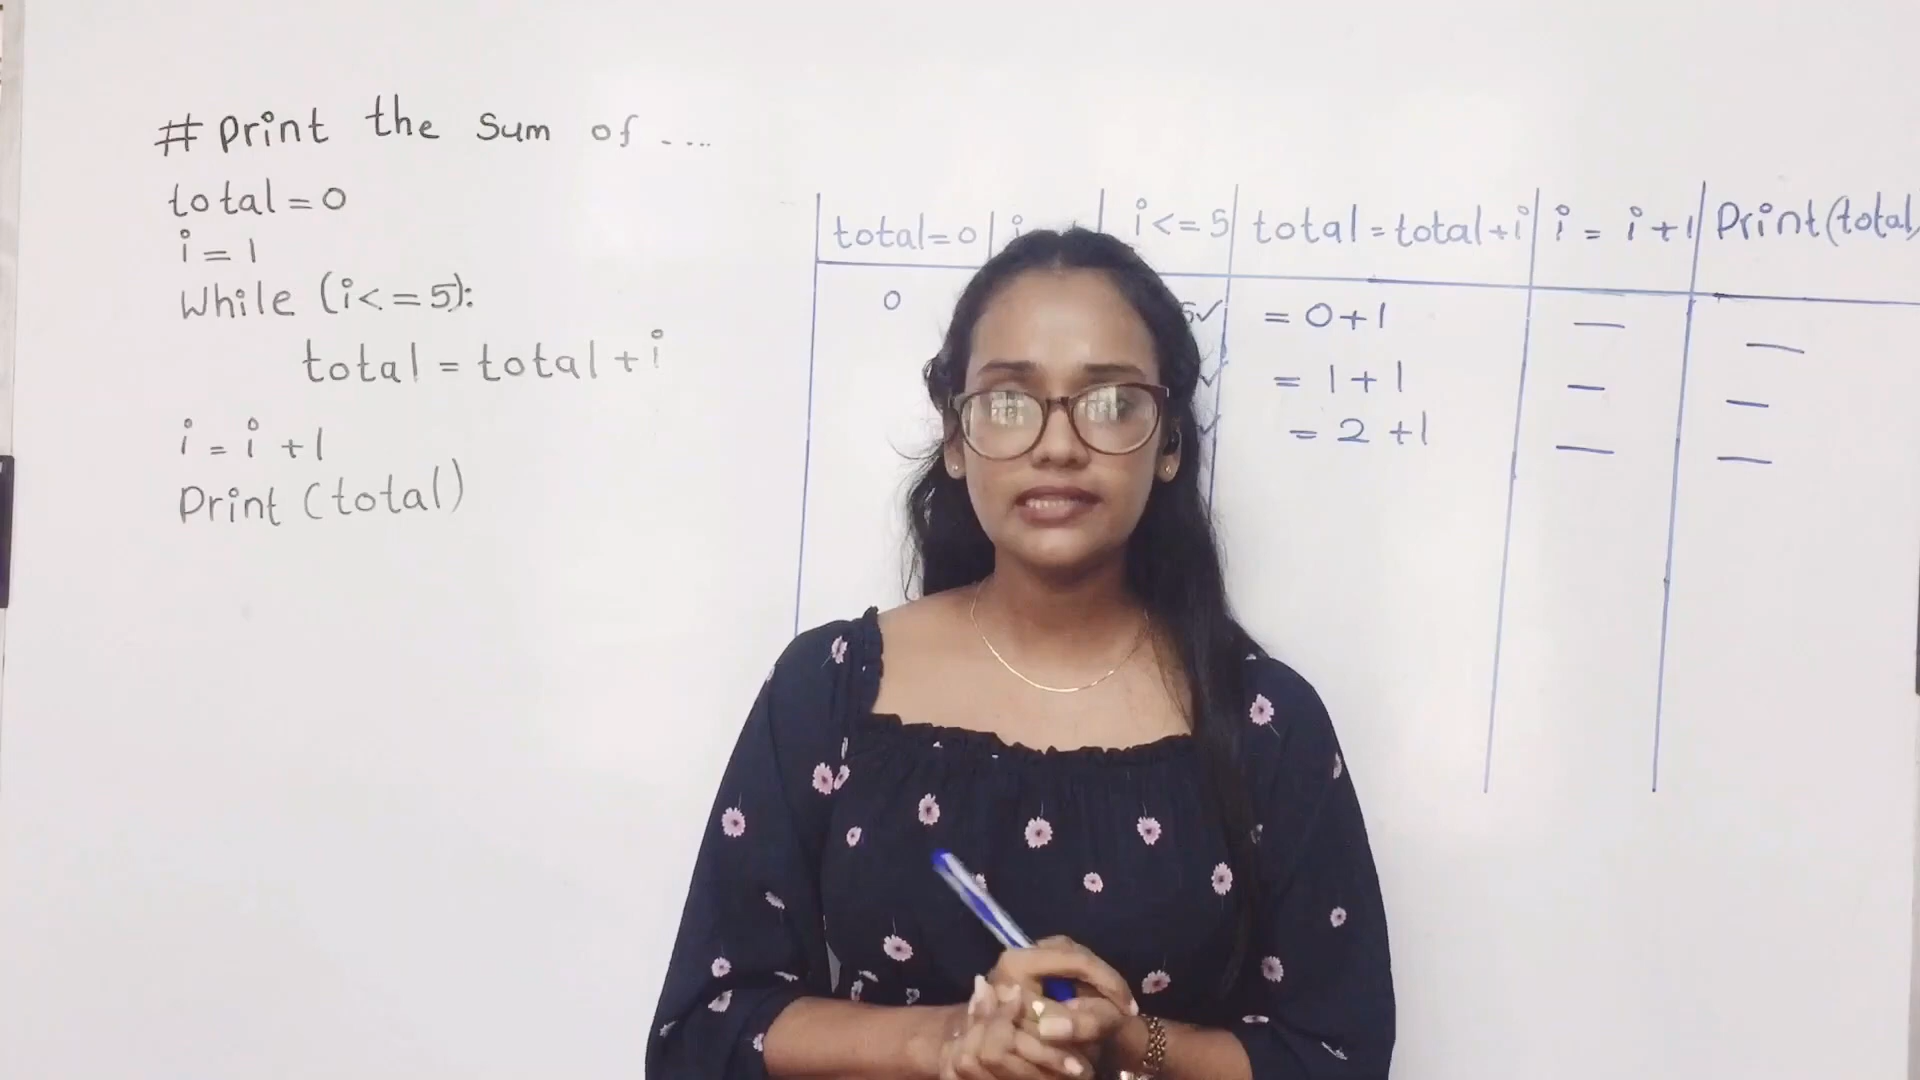 # Print the Sum of ....
total = 0
i = 1
While (i<=5):
total = total + i
i = i +1
Print (total)
total=0 | i | i<=5 | total = total+i | i = i+1 | Print(total)
0 5✓ = 0+1 — —
✓ = 1+1 — —
✓ = 2 +1 — —